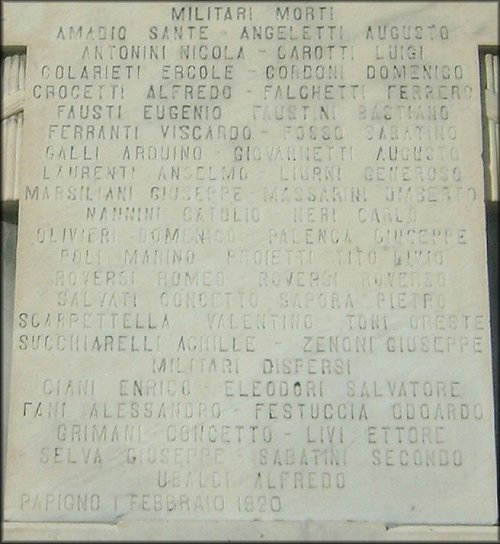 MILITARI MORTI
AMADIO SANTE - ANGELETTI AUGUSTO
ANTONINI NICOLA - CAROTTI LUIGI
COLARIETI ERCOLE - CORDONI DOMENICO
CROCETTI ALFREDO - FALCHETTI FERRERO
FAUSTI EUGENIO FAUSTINI BASTIANO
FERRANTI VISCARDO - FOSSO SABATINO
GALLI ARDUINO - GIOVANNETTI AUGUSTO
LAURENTI ANSELMO LIURNI GENEROSO
MARSILIANI GIUSEPPE MASSARINI UMBERTO
NANNINI CATULIO NERI CARLO
OLIVIERI DOMENICO - PALENCA GIUSEPPE
POLI MARINO PROIETTI TITO LIVIO
ROVERSI ROMEO ROVERSI ROVERSO
SALVATI CONCETTO SAPORA PIETRO
SCARPETTELLA VALENTINO TONI ORESTE
SUCCHIARELLI ACHILLE - ZENONI GIUSEPPE
MILITARI DISPERSI
CIANI ENRICO - ELEODORI SALVATORE
FANI ALESSANDRO - FESTUCCIA ODOARDO
GRIMANI CONCETTO - LIVI ETTORE
SELVA GIUSEPPE - SABATINI SECONDO
UBALDI ALFREDO
PAPIGNO 1 FEBBRAIO 1920